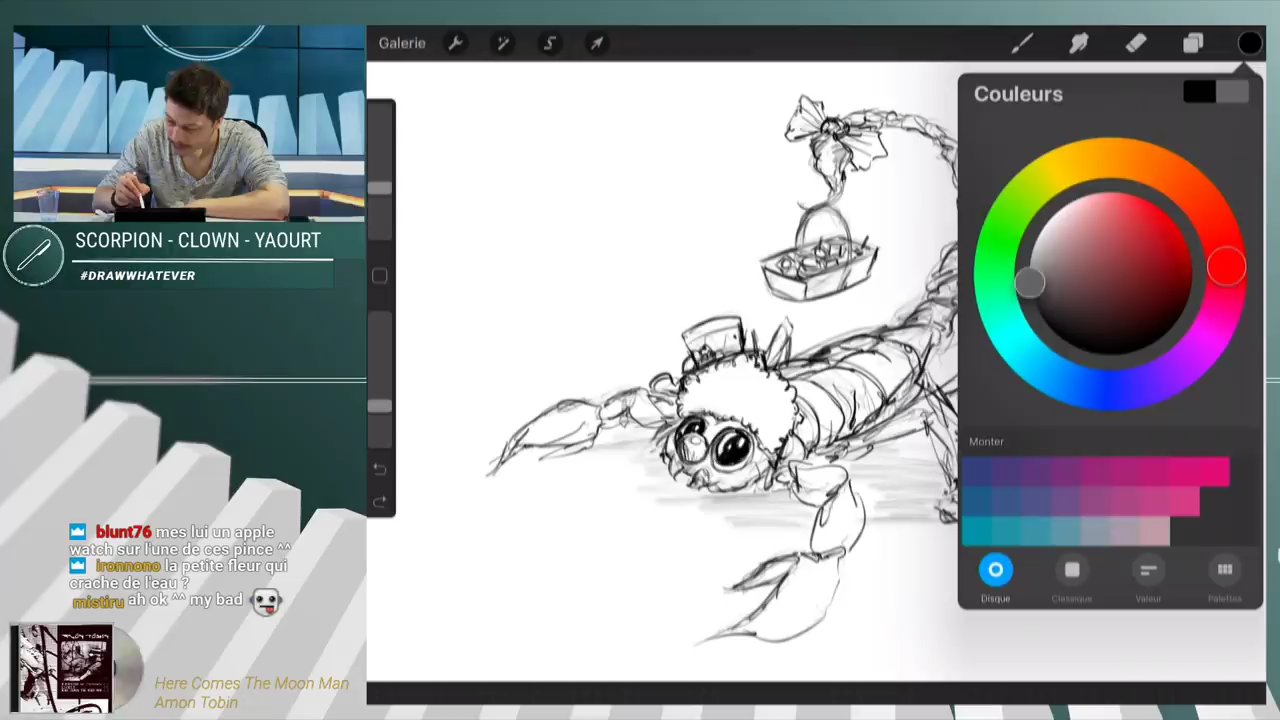 Galerie
Couleurs
SCORPION - CLOWN - YAOURT
#DRAWWHATEVER
Monter
blunt76 mes lui un apple
watch sur l'une de ces pince ^^
ironnono la petite fleur qui
crache de l'eau ?
mistiru ah ok ^^ my bad
Disque
Classique
Valeur
Palettes
Here Comes The Moon Man
Amon Tobin